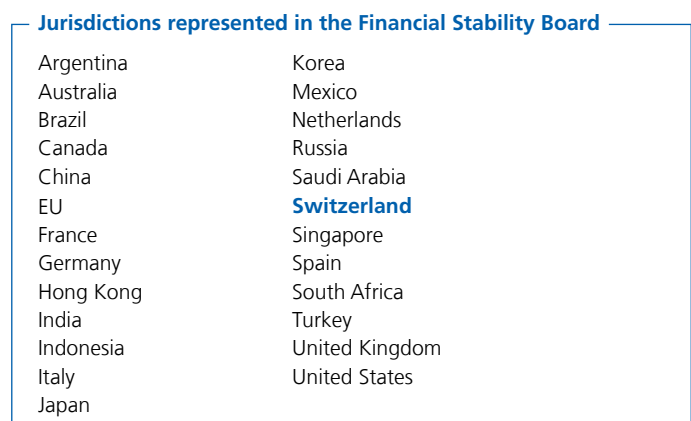 Jurisdictions represented in the Financial Stability Board
Argentina
Australia
Brazil
Canada
China
EU
France
Germany
Hong Kong
India
Indonesia
Italy
Japan
Korea
Mexico
Netherlands
Russia
Saudi Arabia
Switzerland
Singapore
Spain
South Africa
Turkey
United Kingdom
United States